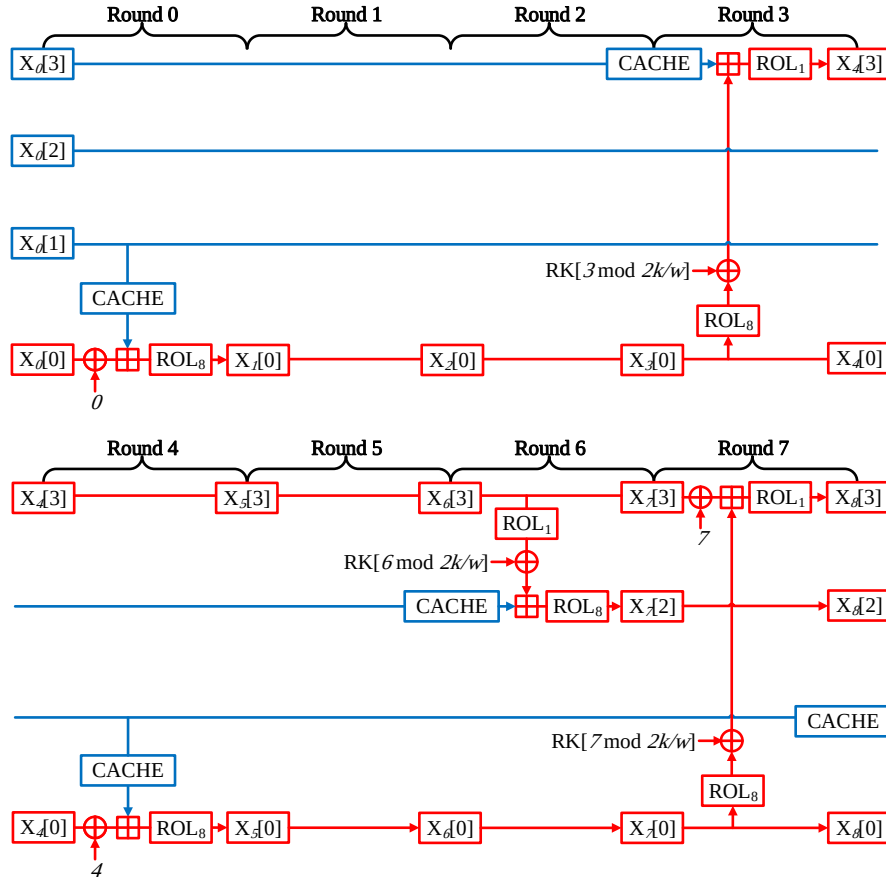 Round 0 Round 1 Round 2 Round 3
X0[3] CACHE ROL1 X4[3]
X0[2]
X0[1]
RK[3 mod 2k/w]
CACHE
ROL8
X0[0] ROL8 X1[0] X2[0] X3[0] X4[0]
0
Round 4 Round 5 Round 6 Round 7
X4[3] X5[3] X6[3] X7[3] ROL1 X8[3]
ROL1
7
RK[6 mod 2k/w]
CACHE ROL8 X7[2] X8[2]
CACHE
RK[7 mod 2k/w]
CACHE
ROL8
X4[0] ROL8 X5[0] X6[0] X7[0] X8[0]
4